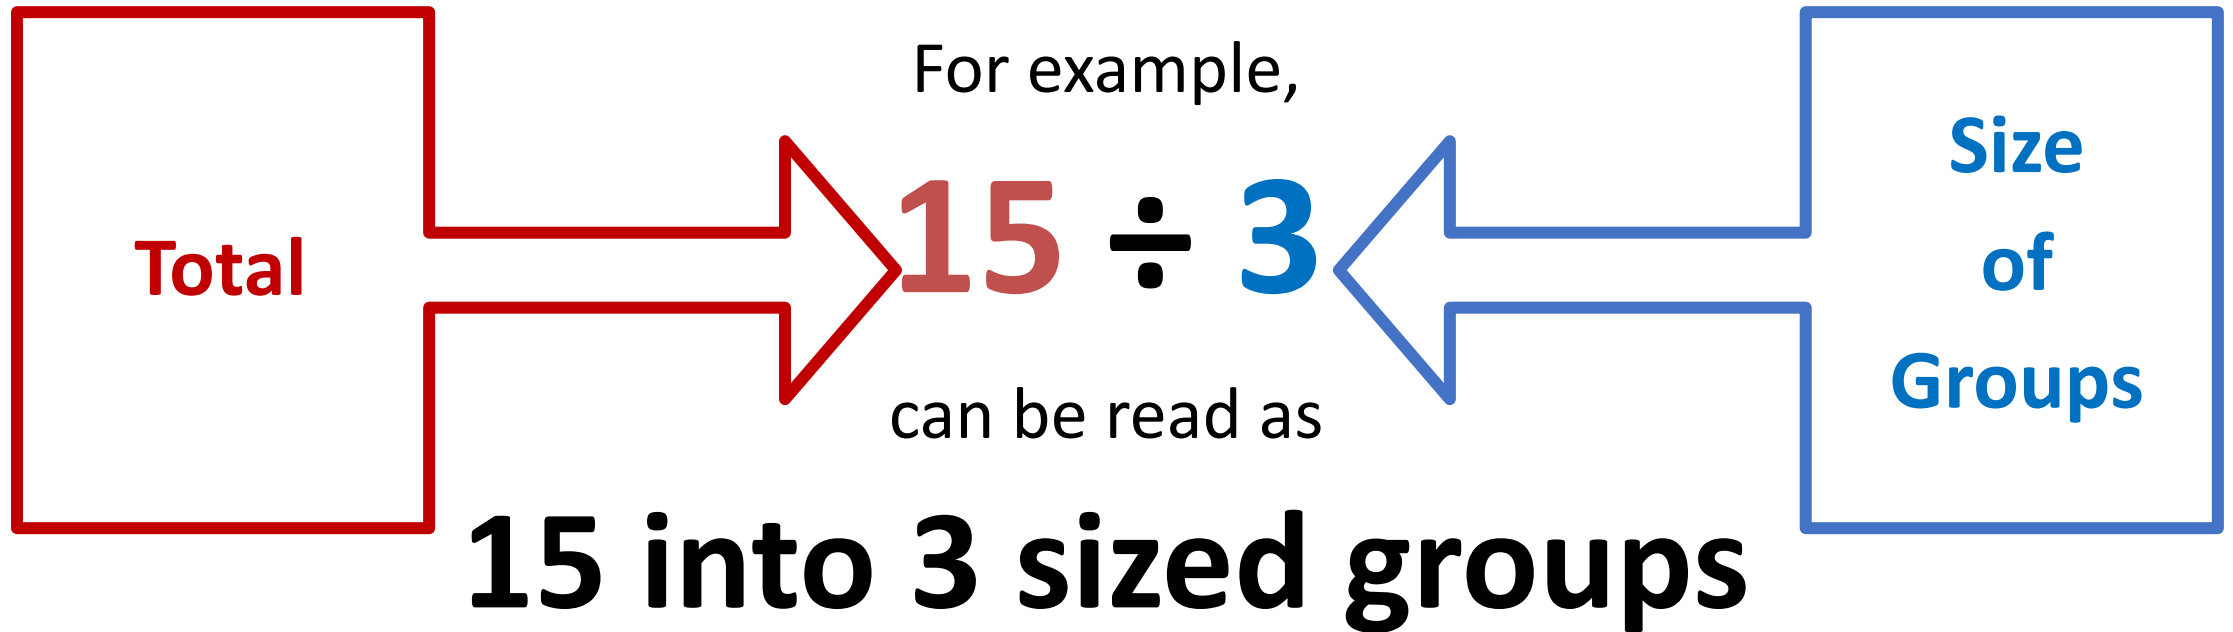 Total
For example,
15 ÷ 3
can be read as
15 into 3 sized groups
Size
of
Groups